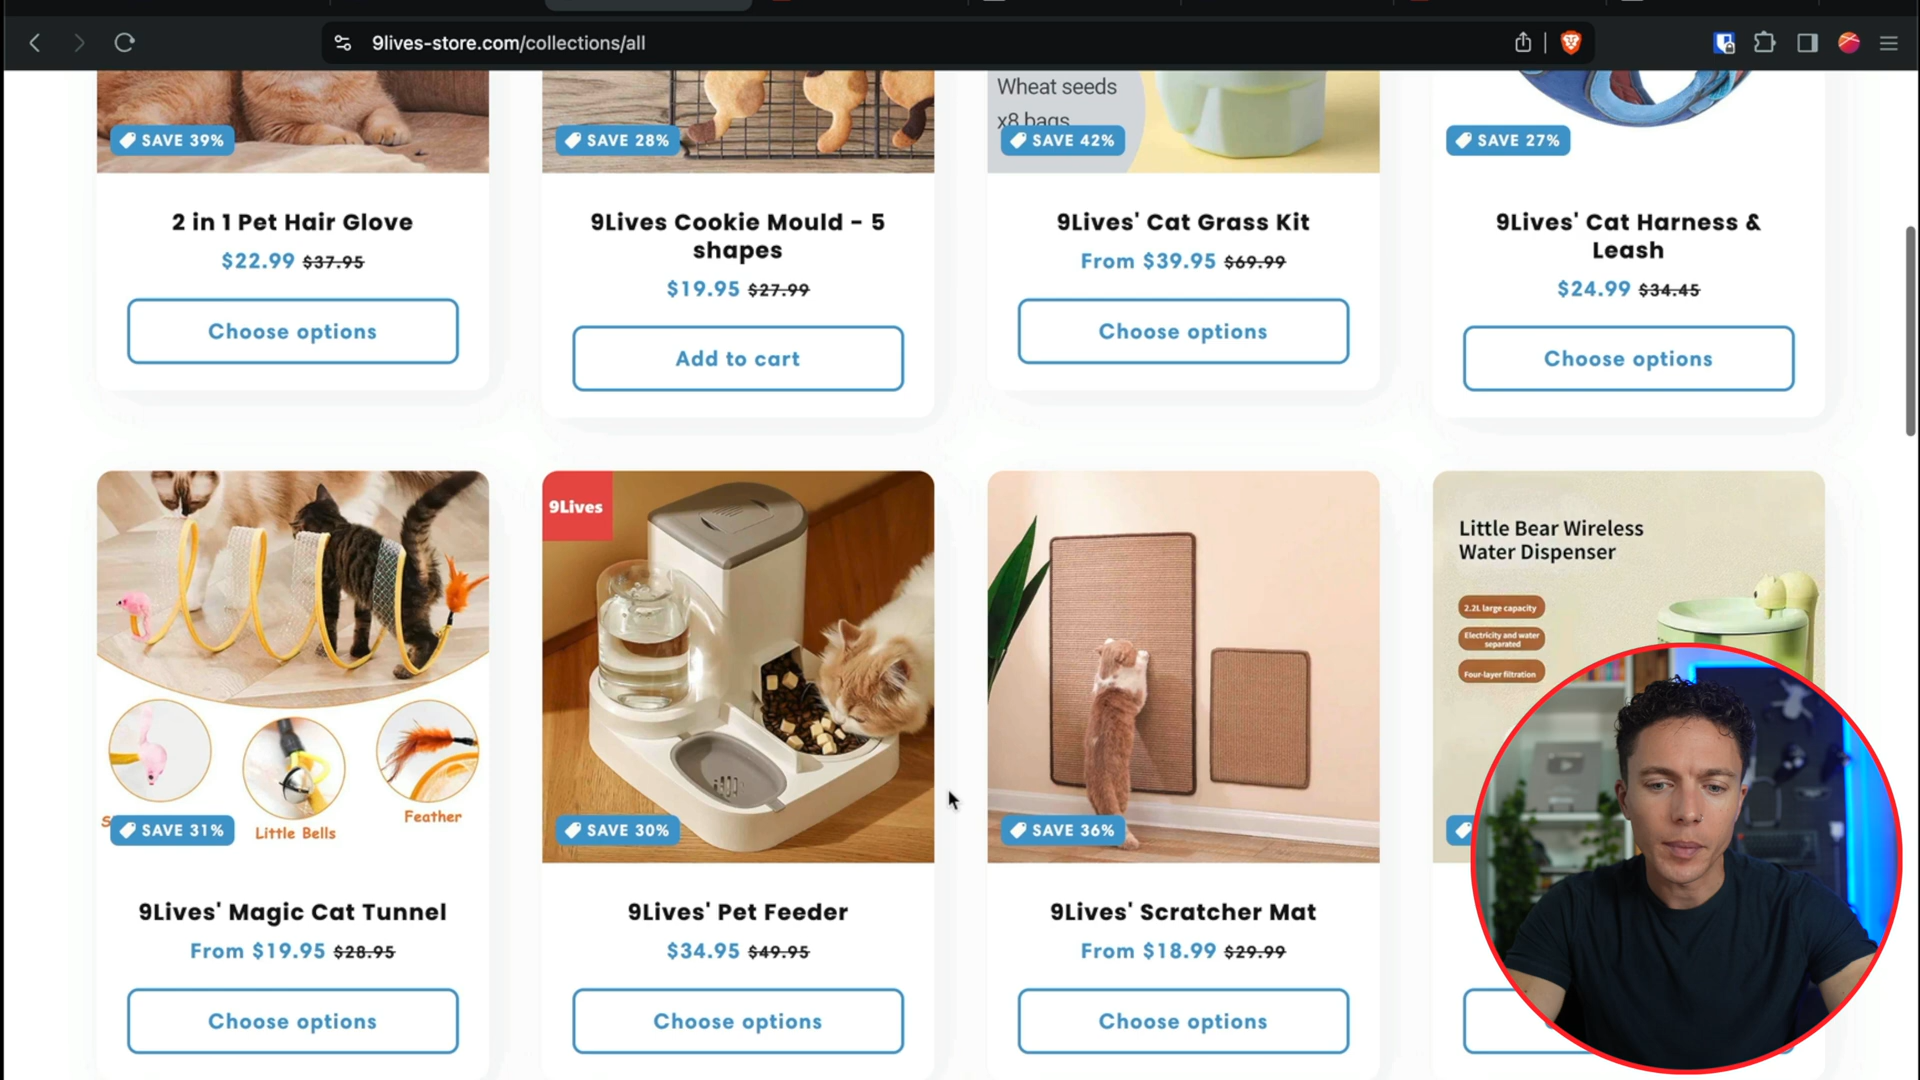 9lives-store.com/collections/all
Wheat seeds
x8 bags
SAVE 39%
SAVE 28%
SAVE 42%
SAVE 27%
2 in 1 Pet Hair Glove
$22.99 $37.95
Choose options
9Lives Cookie Mould - 5
shapes
$19.95 $27.99
Add to cart
9Lives' Cat Grass Kit
From $39.95 $69.99
Choose options
9Lives' Cat Harness &
Leash
$24.99 $34.45
Choose options
Little Bells
Feather
SAVE 31%
9Lives
SAVE 30%
SAVE 36%
Little Bear Wireless
Water Dispenser
2.2L large capacity
Electricity and water
separated
Four-layer filtration
9Lives' Magic Cat Tunnel
From $19.95 $28.95
Choose options
9Lives' Pet Feeder
$34.95 $49.95
Choose options
9Lives' Scratcher Mat
From $18.99 $29.99
Choose options